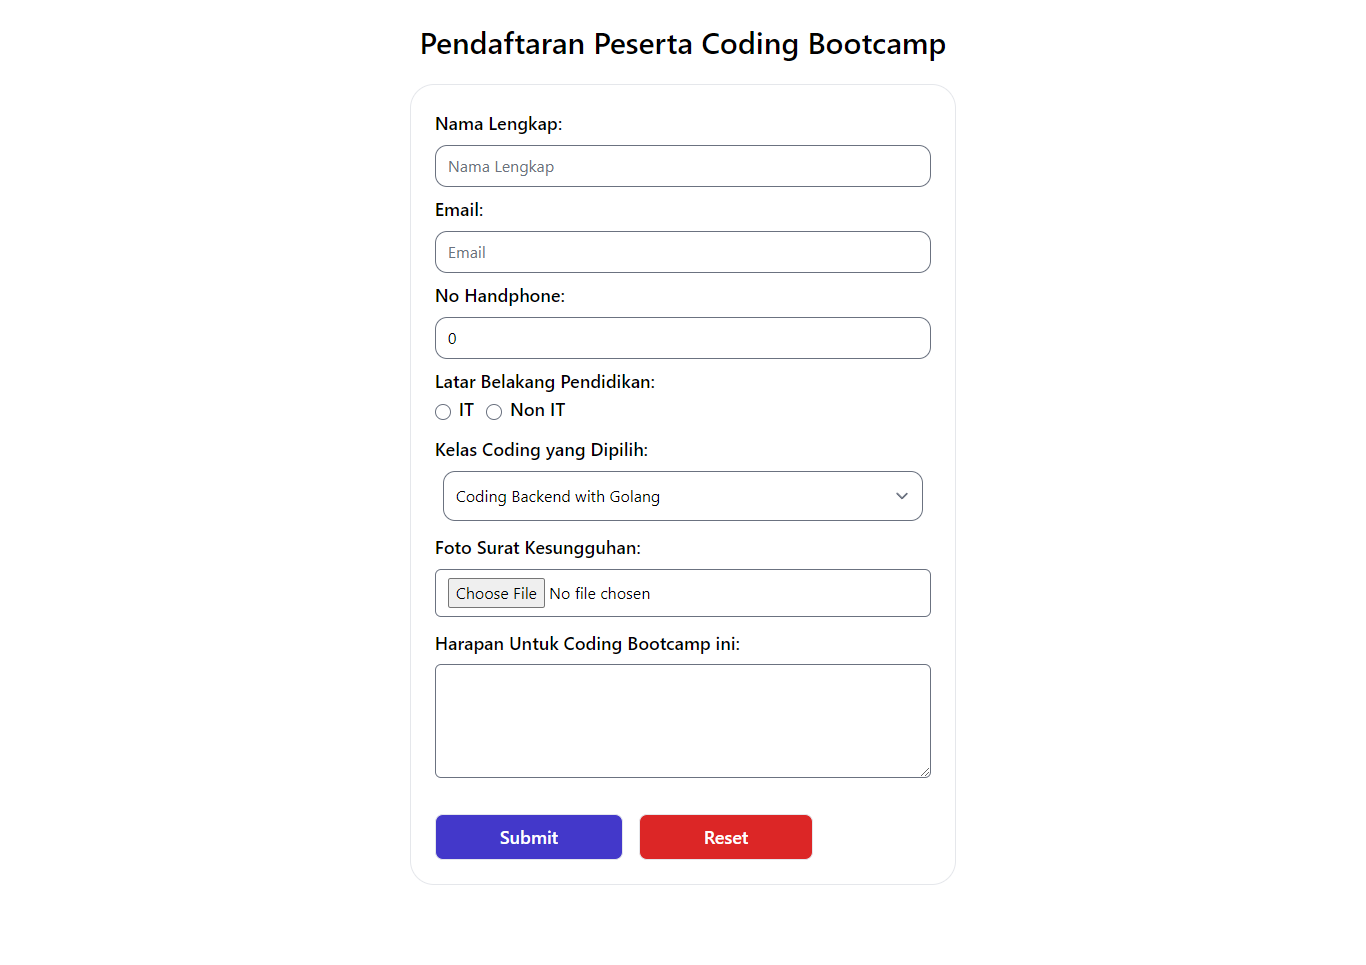 Pendaftaran Peserta Coding Bootcamp
Nama Lengkap:
Nama Lengkap
Email:
Email
No Handphone:
0
Latar Belakang Pendidikan:
IT Non IT
Kelas Coding yang Dipilih:
Coding Backend with Golang
Foto Surat Kesungguhan:
Choose File No file chosen
Harapan Untuk Coding Bootcamp ini:
Submit Reset